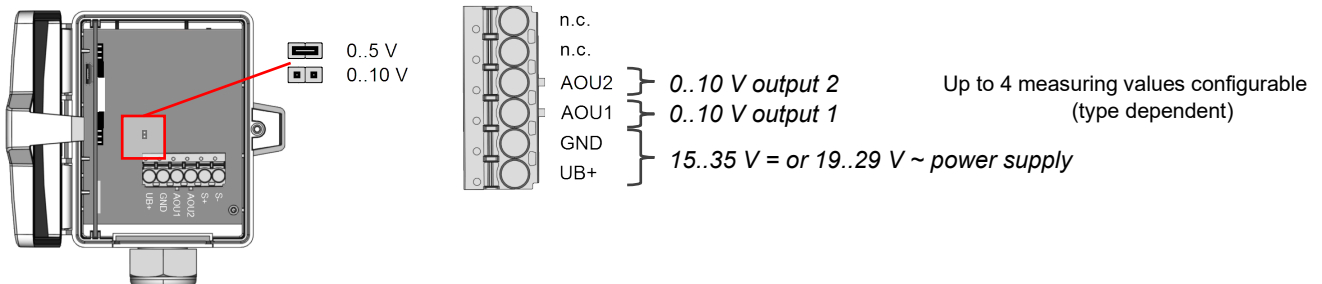 0..5 V
0..10 V
UB+
GND
AOU1
AOU2
S+
S-
n.c.
n.c.
AOU2
0..10 V output 2
AOU1
0..10 V output 1
GND
UB+
15..35 V = or 19..29 V ~ power supply
Up to 4 measuring values configurable
(type dependent)